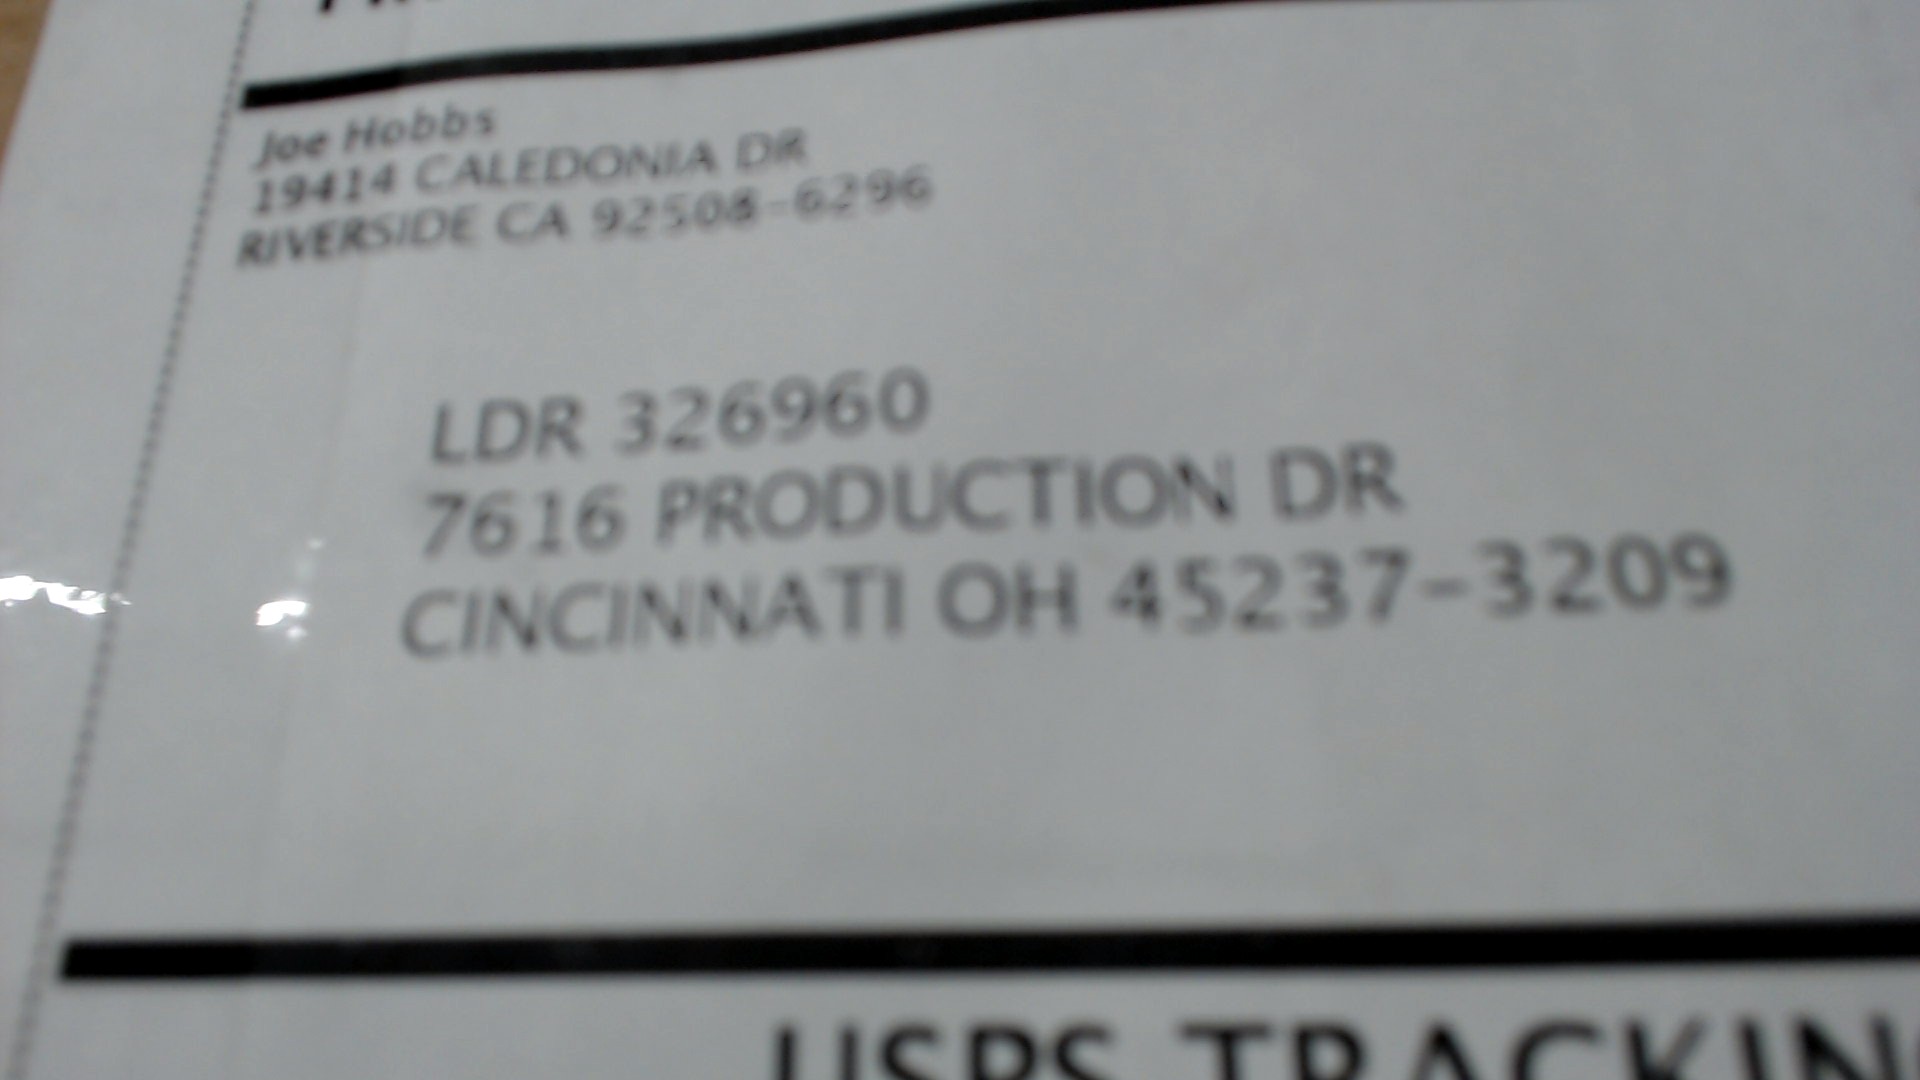 Joe Hobbs
19414 CALEDONIA DR
RIVERSIDE CA 92508-6296
LDR 326960
7616 PRODUCTION DR
CINCINNATI OH 45237-3209
USPS TRACKING